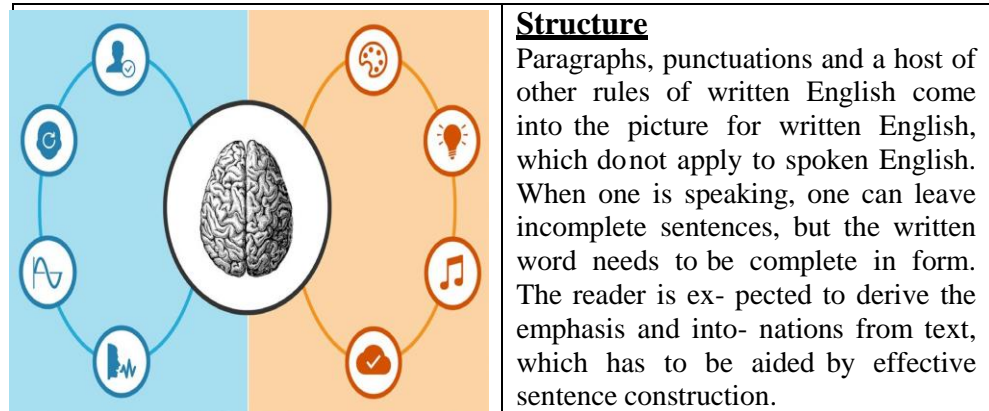 Structure
Paragraphs, punctuations and a host of
other rules of written English come
into the picture for written English,
which donot apply to spoken English.
When one is speaking, one can leave
incomplete sentences, but the written
word needs to be complete in form.
The reader is ex- pected to derive the
emphasis and into- nations from text,
which has to be aided by effective
sentence construction.